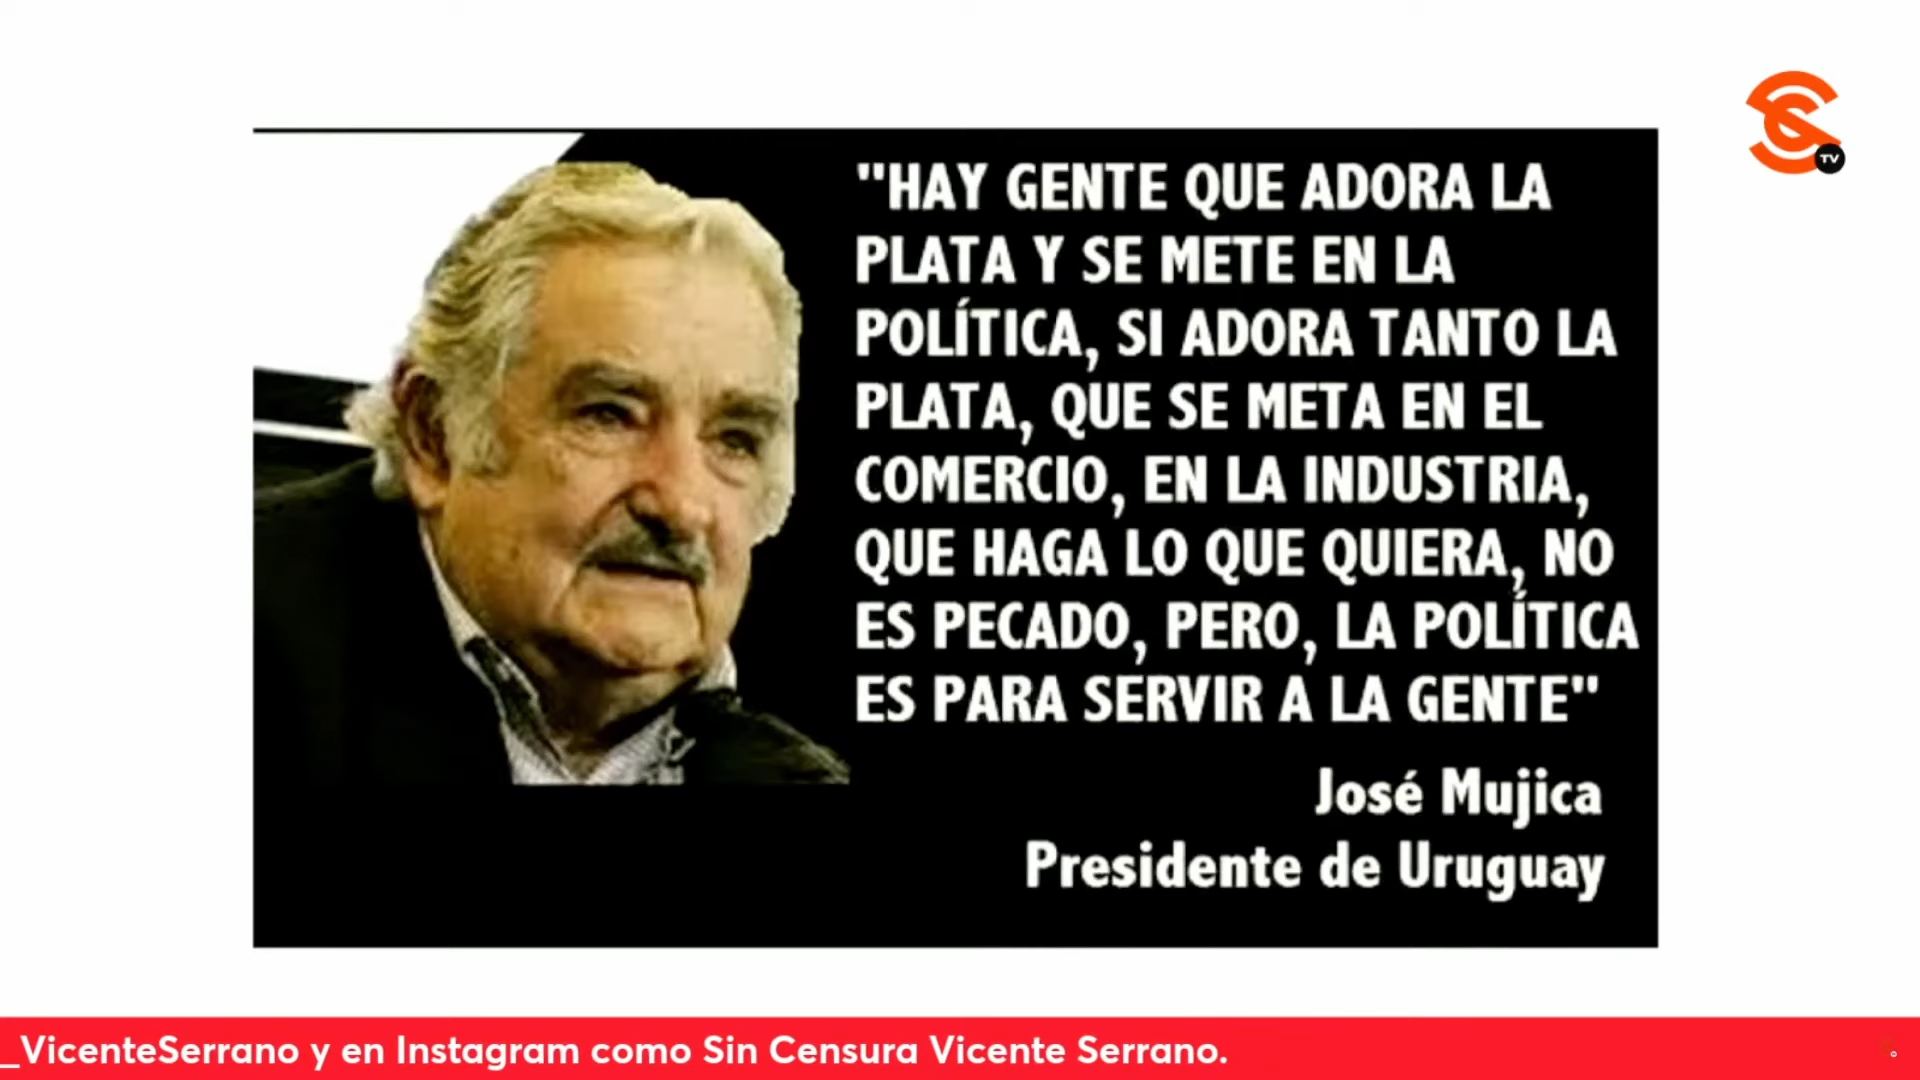 TV
"HAY GENTE QUE ADORA LA
PLATA Y SE METE EN LA
POLÍTICA, SI ADORA TANTO LA
PLATA, QUE SE META EN EL
COMERCIO, EN LA INDUSTRIA,
QUE HAGA LO QUE QUIERA, NO
ES PECADO, PERO, LA POLÍTICA
ES PARA SERVIR A LA GENTE"
José Mujica
Presidente de Uruguay
_VicenteSerrano y en Instagram como Sin Censura Vicente Serrano.